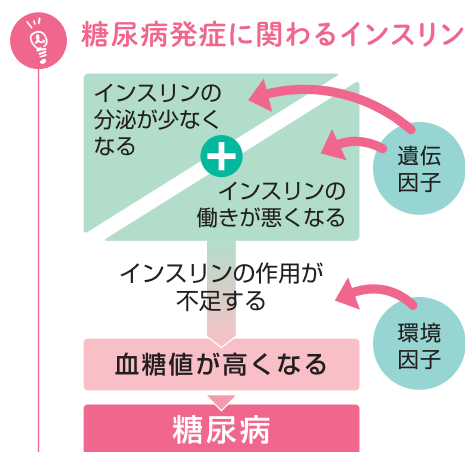 糖尿病発症に関わるインスリン
インスリンの
分泌が少なく
なる
インスリンの
働きが悪くなる
遺伝
因子
インスリンの作用が
不足する
環境
因子
血糖値が高くなる
糖尿病